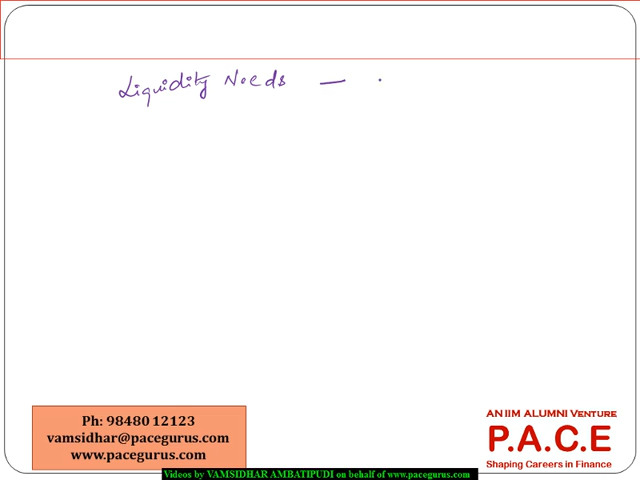 Liquidity Needs —
Ph: 98480 12123
vamsidhar@pacegurus.com
www.pacegurus.com
AN IIM ALUMNI VENTURE
P.A.C.E
Shaping Careers in Finance
Videos by VAMSIDHAR AMBATIPUDI on behalf of www.pacegurus.com